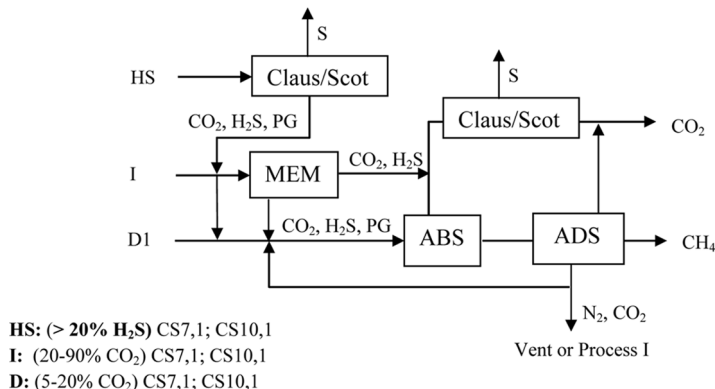 S
HS
Claus/Scot
S
CO₂, H₂S, PG
Claus/Scot
CO₂
I
MEM
CO₂, H₂S
D1
CO₂, H₂S, PG
ABS
ADS
CH₄
N₂, CO₂
Vent or Process I
HS: (> 20% H₂S) CS7,1; CS10,1
I: (20-90% CO₂) CS7,1; CS10,1
D: (5-20% CO₂) CS7,1; CS10,1